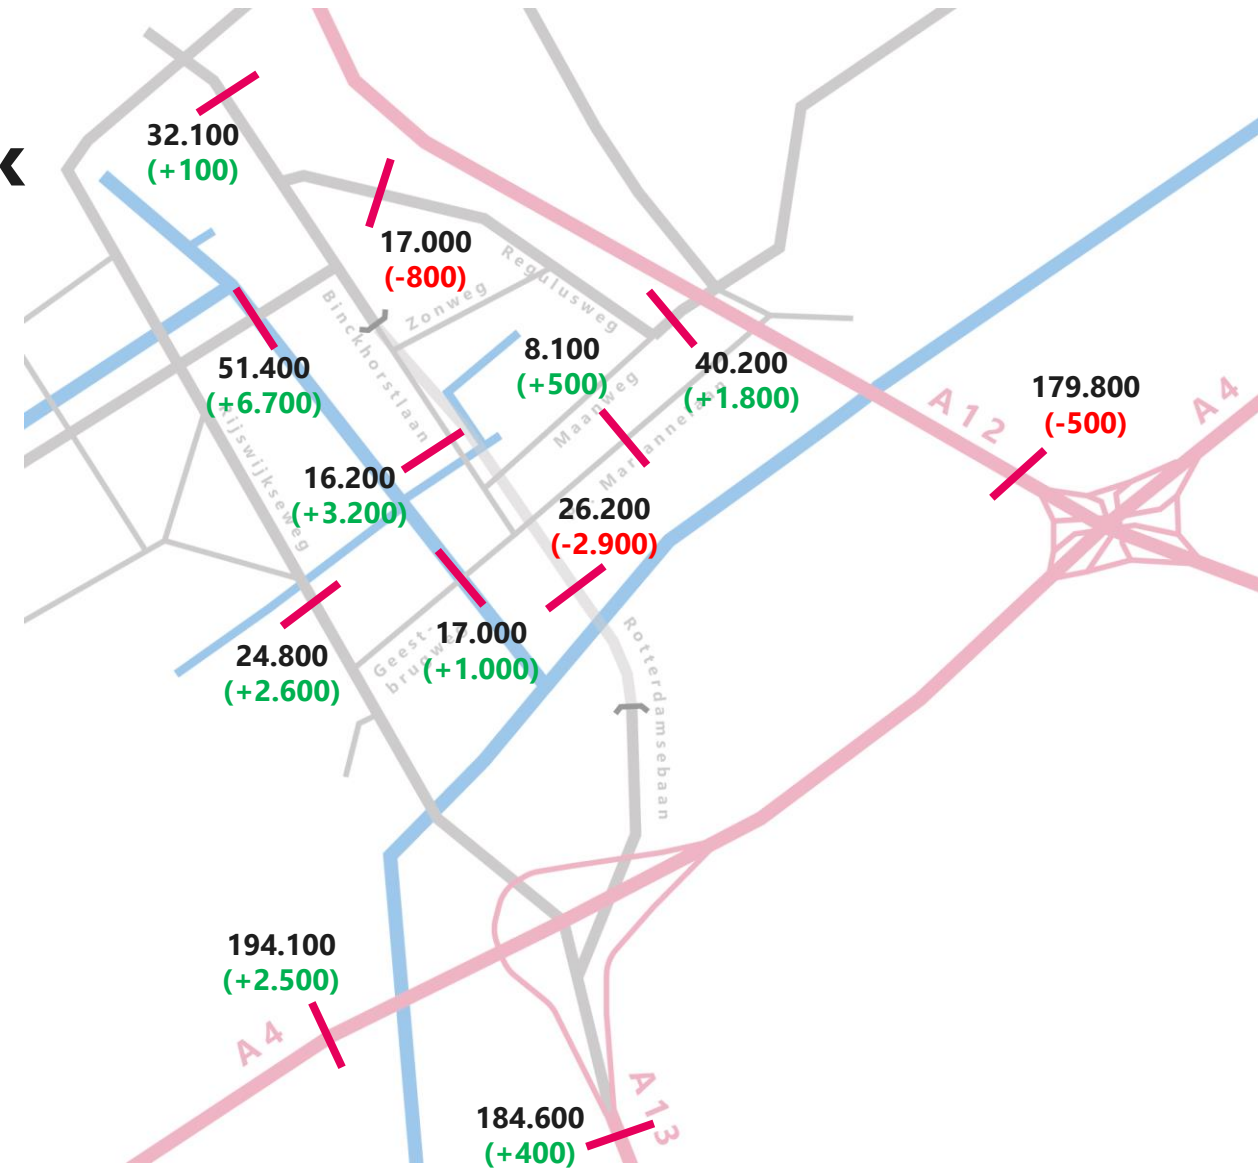 32.100
(+100)
17.000
(-800)
Regulusweg
Zonweg
Binckhorstlaan
8.100
(+500)
40.200
(+1.800)
51.400
(+6.700)
Maanweg
179.800
(-500)
A12
A4
Rijswijkseweg
16.200
(+3.200)
26.200
(-2.900)
17.000
(+1.000)
24.800
(+2.600)
Rotterdamsebaan
194.100
(+2.500)
A4
184.600
(+400)
A13